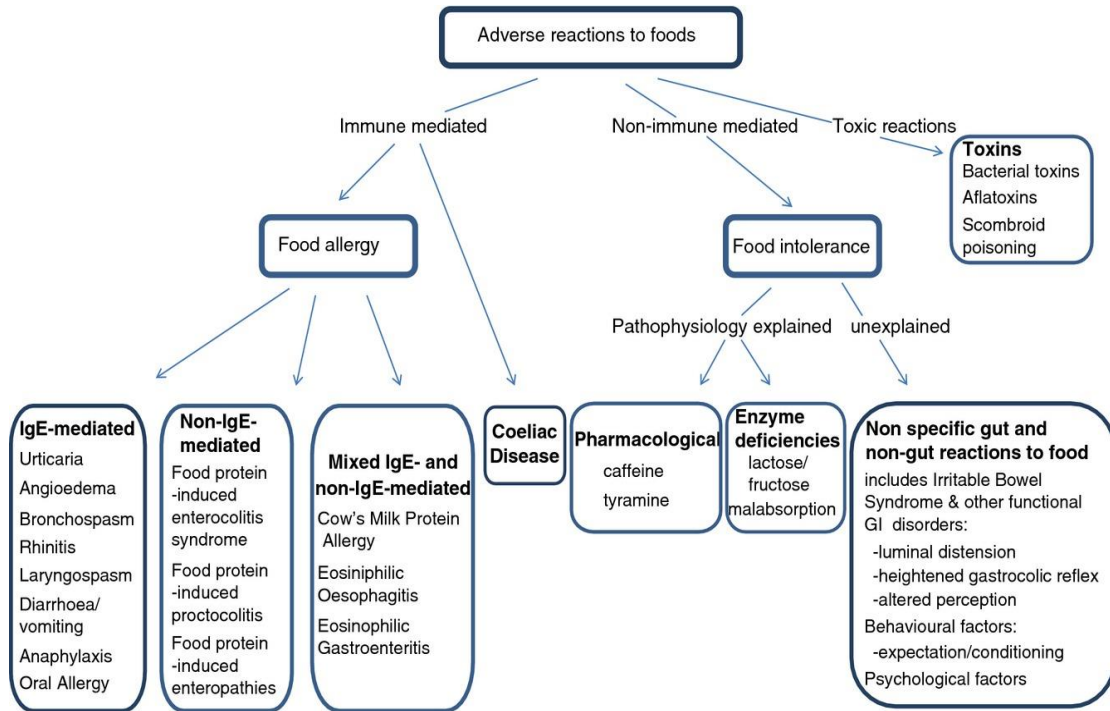 Adverse reactions to foods
Immune mediated
Non-immune mediated
Toxic reactions
Toxins
Bacterial toxins
Aflatoxins
Scombroid
poisoning
Food allergy
Food intolerance
Pathophysiology explained
unexplained
IgE-mediated
Urticaria
Angioedema
Bronchospasm
Rhinitis
Laryngospasm
Diarrhoea/
vomiting
Anaphylaxis
Oral Allergy
Non-IgE-
mediated
Food protein
-induced
enterocolitis
syndrome
Food protein
-induced
proctocolitis
Food protein
-induced
enteropathies
Mixed IgE- and
non-IgE-mediated
Cow's Milk Protein
Allergy
Eosiniphilic
Oesophagitis
Eosinophilic
Gastroenteritis
Coeliac
Disease
Pharmacological
caffeine
tyramine
Enzyme
deficiencies
lactose/
fructose
malabsorption
Non specific gut and
non-gut reactions to food
includes Irritable Bowel
Syndrome & other functional
GI disorders:
-luminal distension
-heightened gastrocolic reflex
-altered perception
Behavioural factors:
-expectation/conditioning
Psychological factors